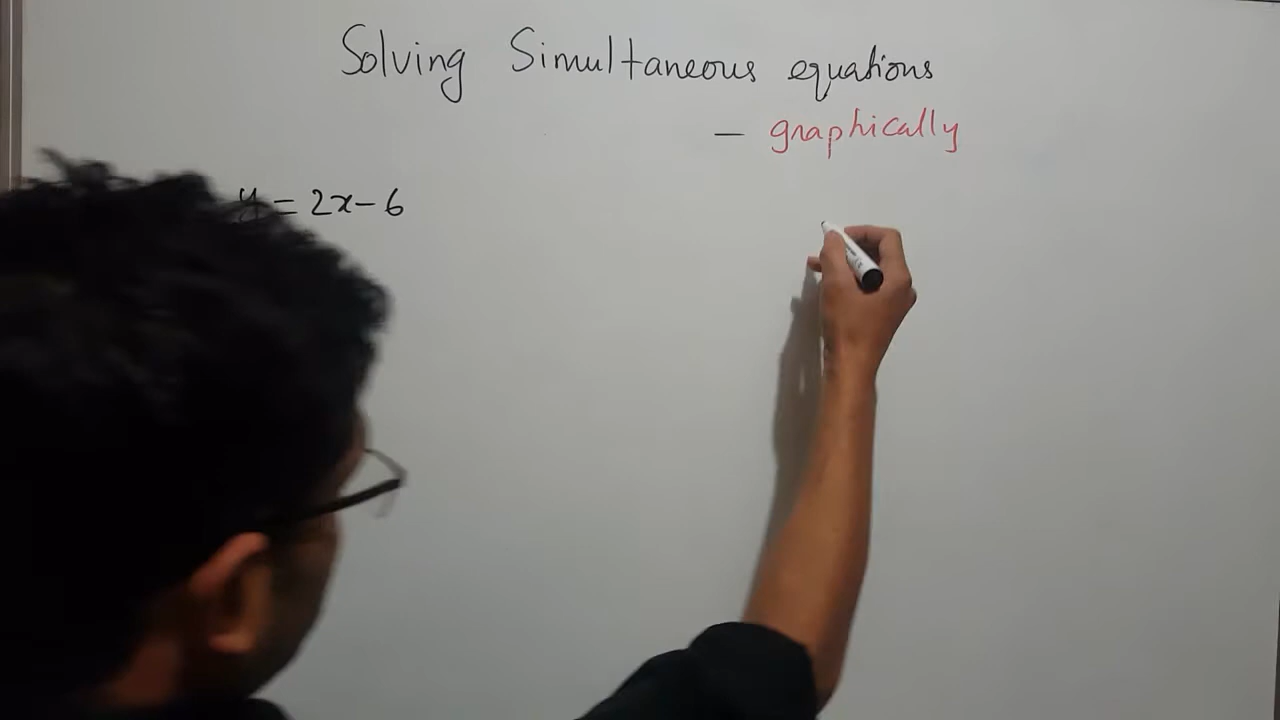 Solving Simultaneous equations
- graphically
y = 2x - 6